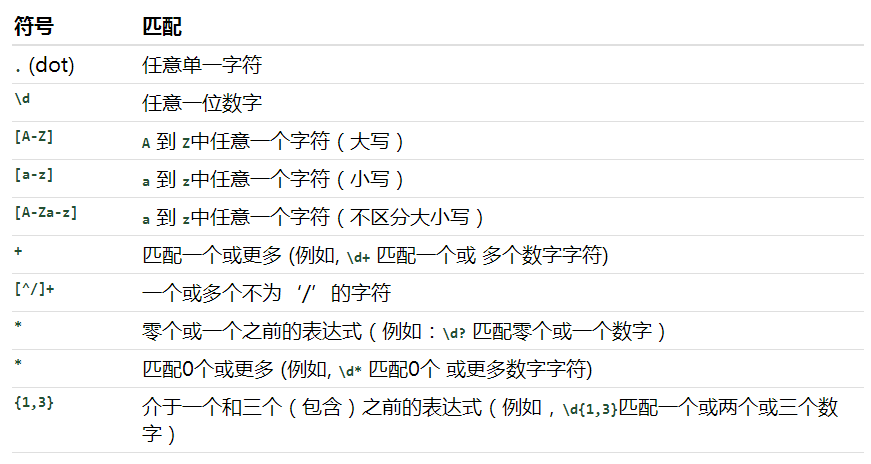 符号 匹配
. (dot) 任意单一字符
\d 任意一位数字
[A-Z] A 到 Z中任意一个字符（大写）
[a-z] a 到 z中任意一个字符（小写）
[A-Za-z] a 到 z中任意一个字符（不区分大小写）
+ 匹配一个或更多 (例如, \d+ 匹配一个或 多个数字字符)
[^/]+ 一个或多个不为‘/’的字符
* 零个或一个之前的表达式（例如：\d? 匹配零个或一个数字）
* 匹配0个或更多 (例如, \d* 匹配0个 或更多数字字符)
{1,3} 介于一个和三个（包含）之前的表达式（例如，\d{1,3}匹配一个或两个或三个数
字）